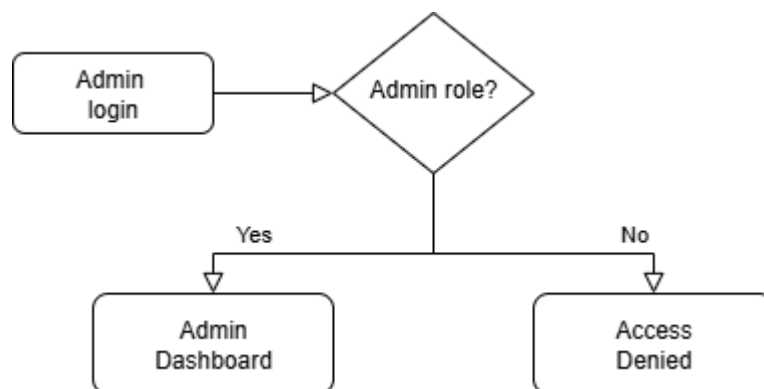 Admin
login
Admin role?
Yes
No
Admin
Dashboard
Access
Denied